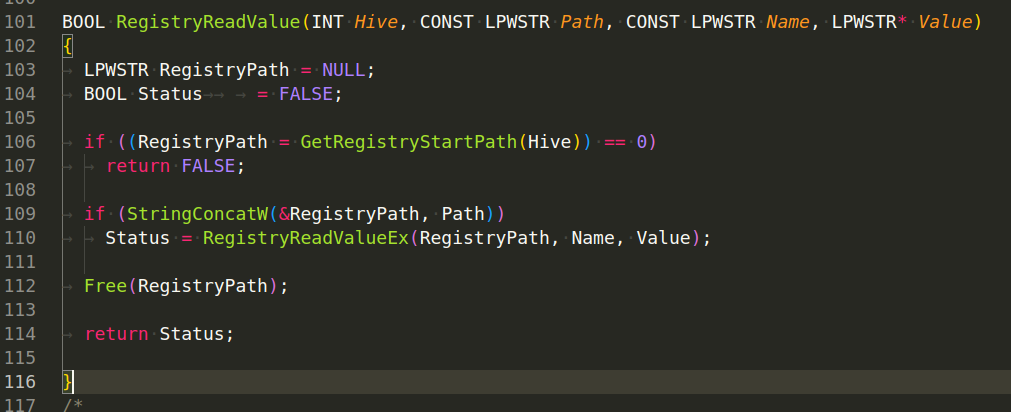 101 BOOL RegistryReadValue(INT Hive, CONST LPWSTR Path, CONST LPWSTR Name, LPWSTR* Value)
102 {
103 LPWSTR RegistryPath = NULL;
104 BOOL Status = FALSE;
105
106 if ((RegistryPath = GetRegistryStartPath(Hive)) == 0)
107 return FALSE;
108
109 if (StringConcatW(&RegistryPath, Path))
110 Status = RegistryReadValueEx(RegistryPath, Name, Value);
111
112 Free(RegistryPath);
113
114 return Status;
115
116 }
117 /*